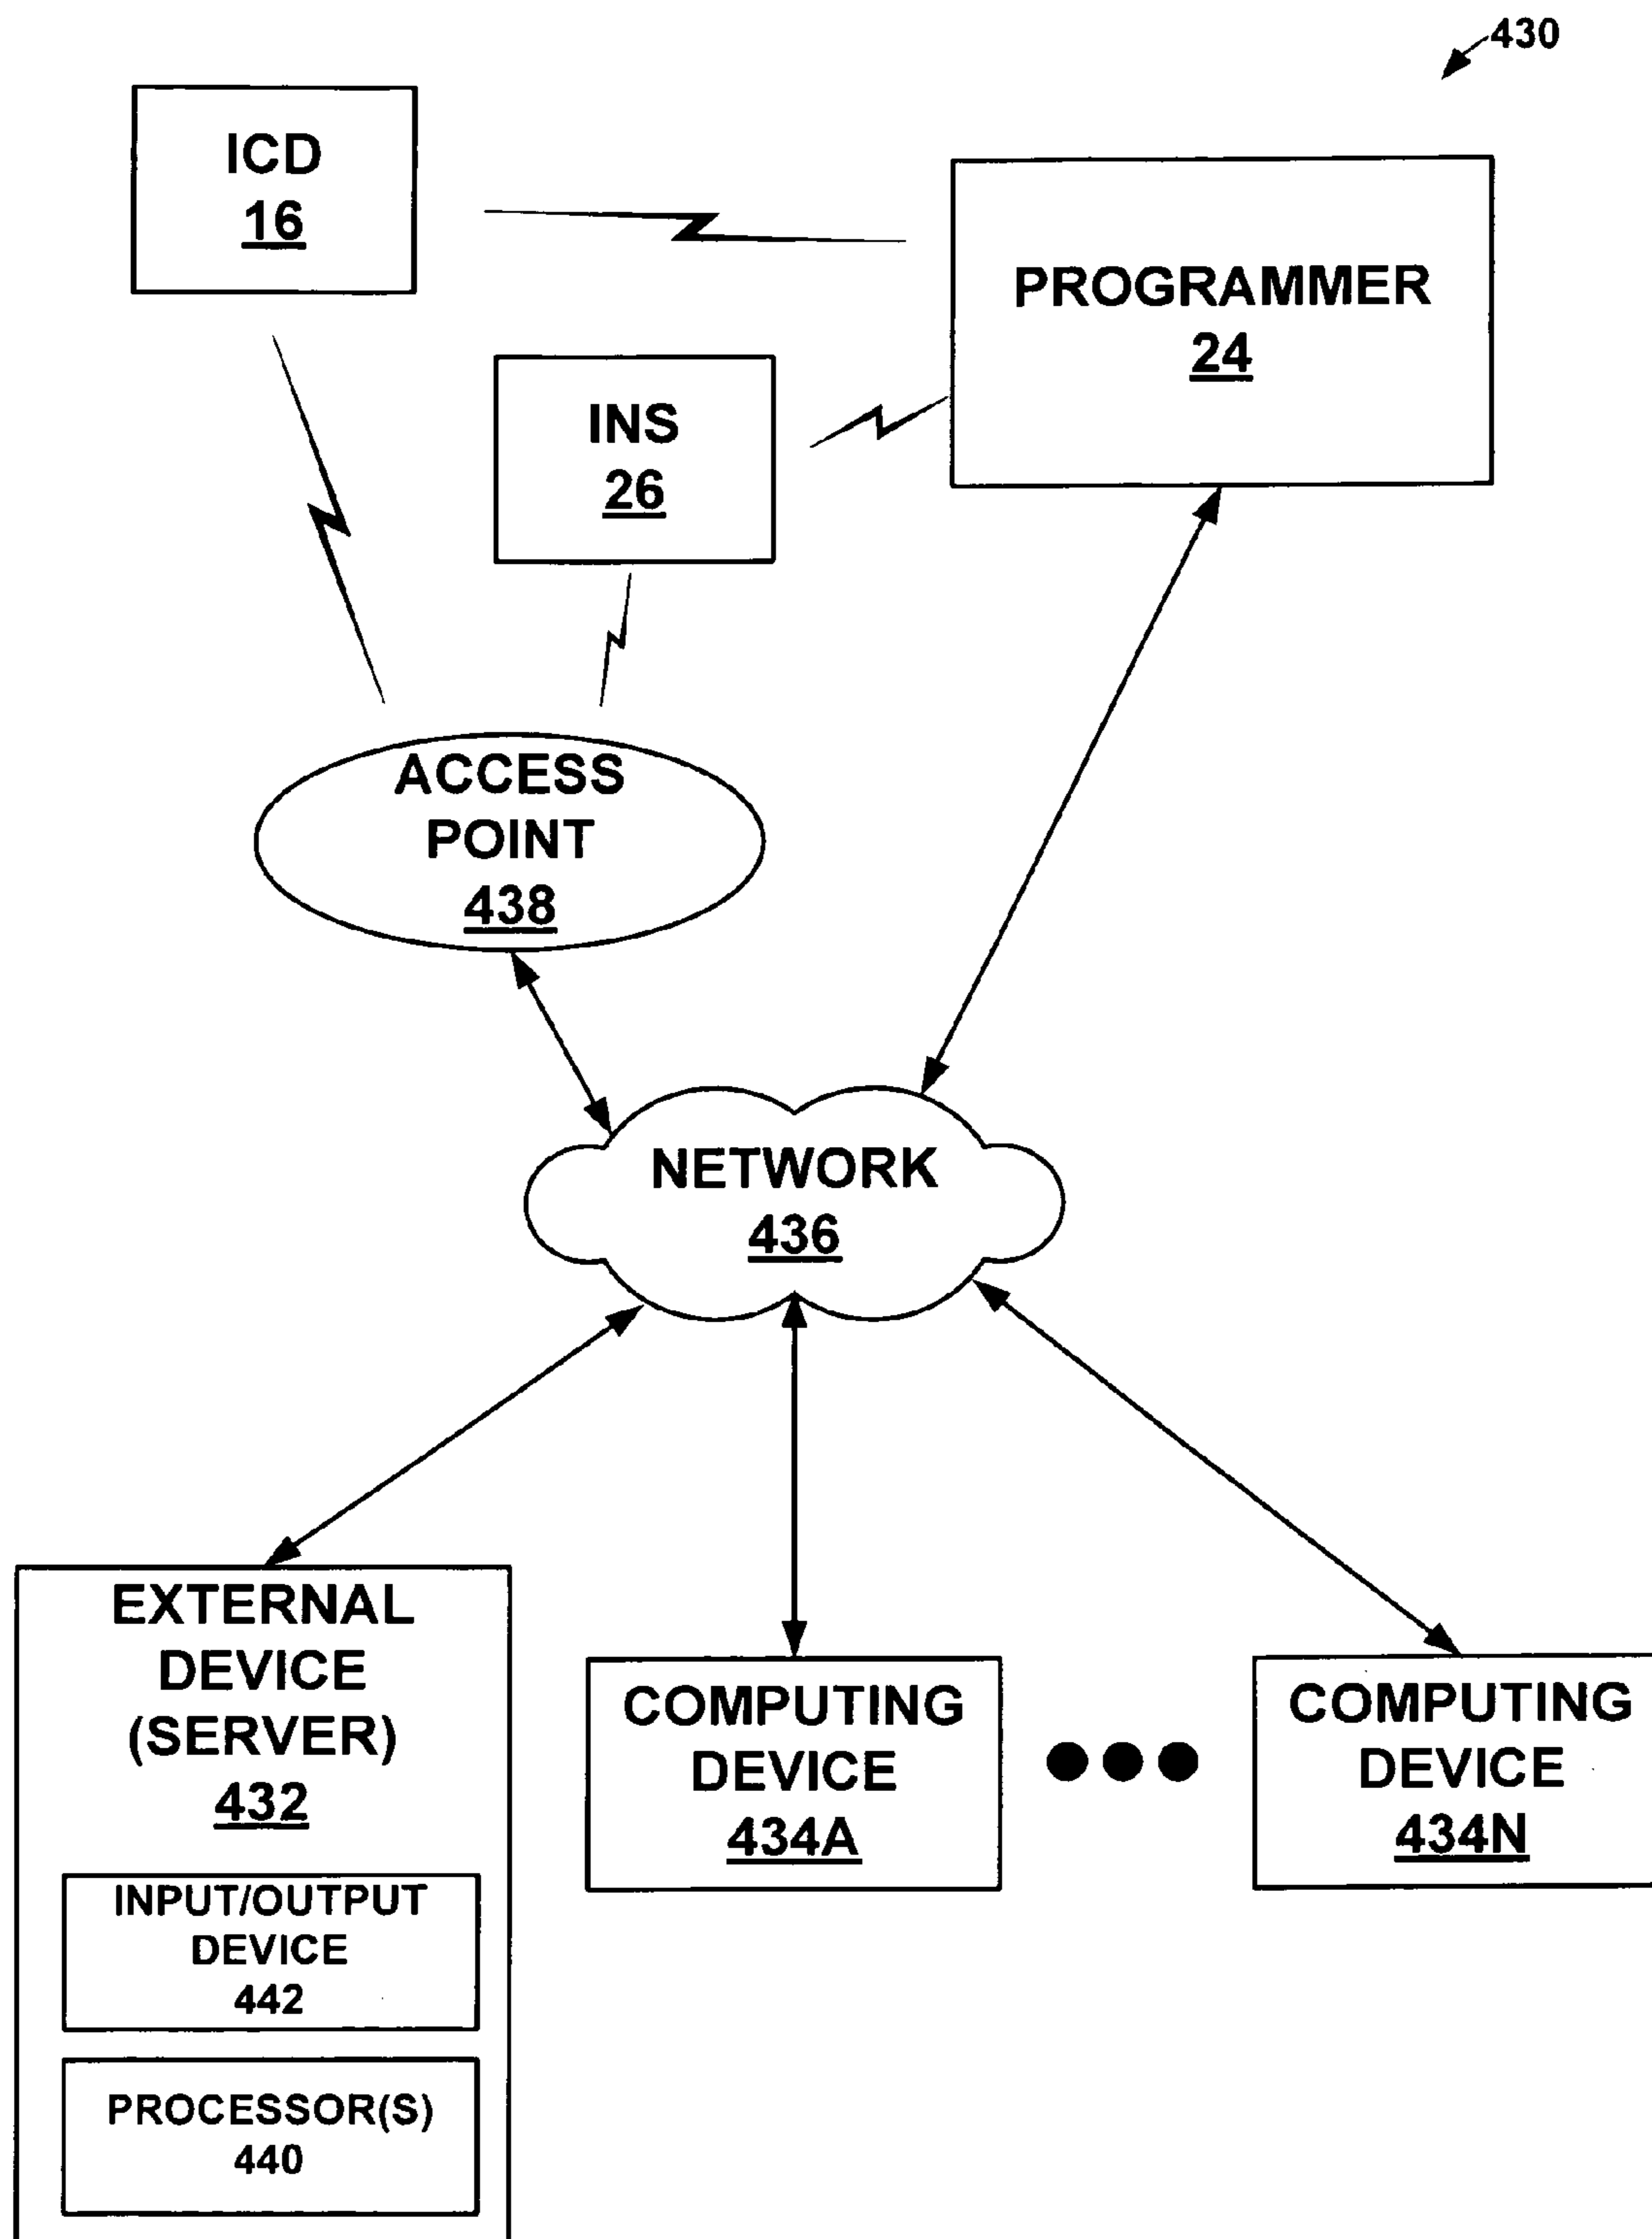 430
ICD
16
PROGRAMMER
24
INS
26
ACCESS
POINT
438
NETWORK
436
EXTERNAL
DEVICE
(SERVER)
432
INPUT/OUTPUT
DEVICE
442
PROCESSOR(S)
440
COMPUTING
DEVICE
434A
COMPUTING
DEVICE
434N